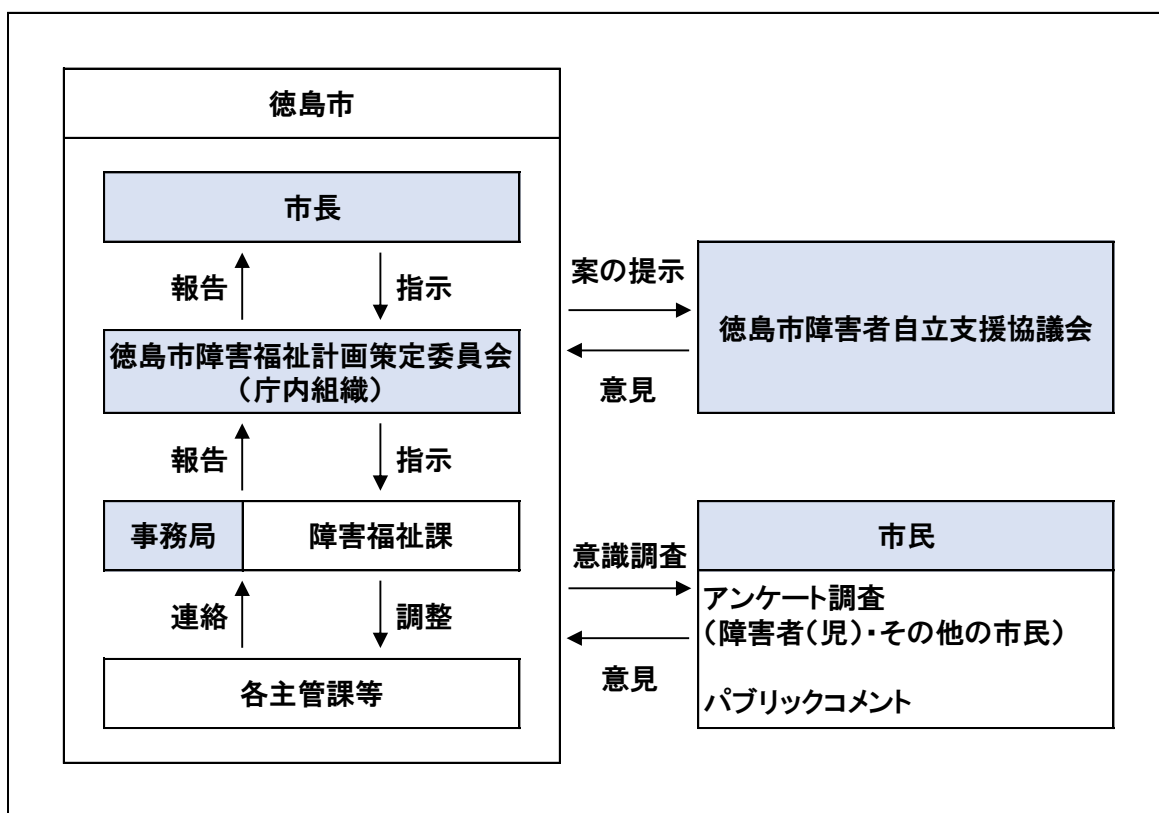 徳島市
市長
報告
指示
徳島市障害福祉計画策定委員会
（庁内組織）
報告
指示
事務局
障害福祉課
連絡
調整
各主管課等
案の提示
意見
徳島市障害者自立支援協議会
意識調査
意見
市民
アンケート調査
（障害者（児）・その他の市民）
パブリックコメント